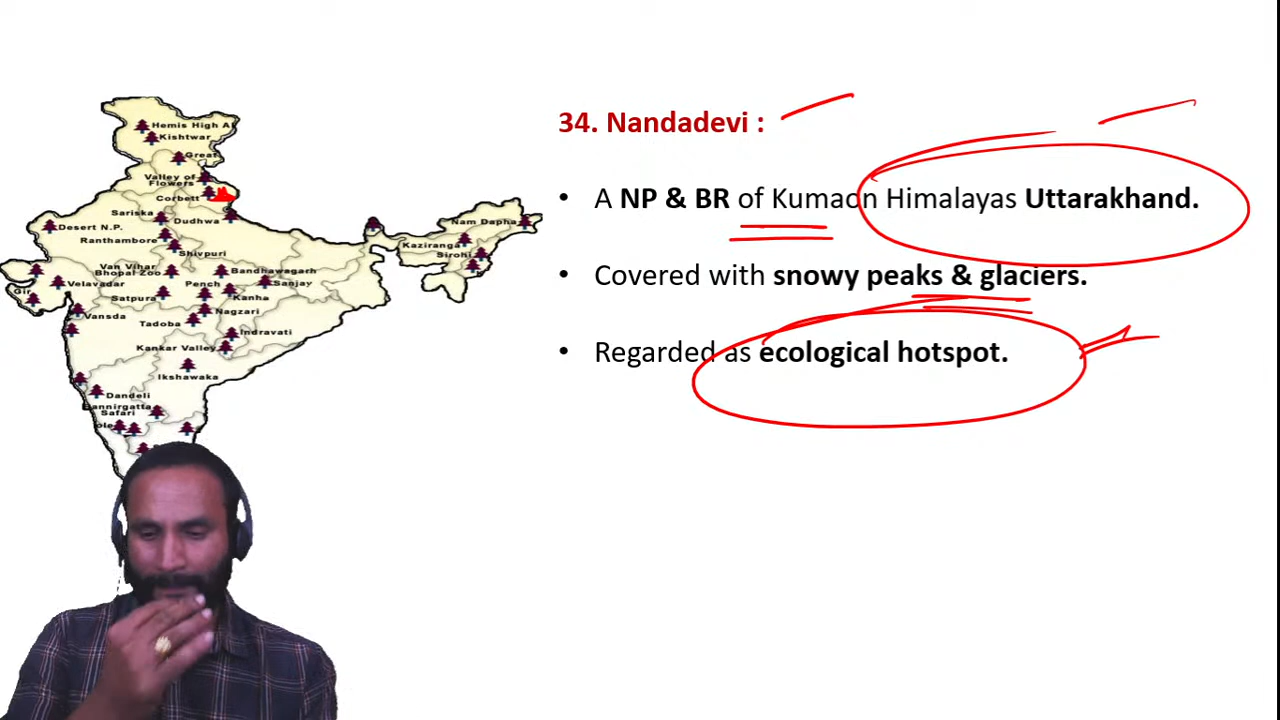 Hemis High Al
Kishtwar
Great
Valley of
Flowers
Corbett
Sariska
Dudhwa
Desert N.P.
Ranthambore
Shivpuri
Nam Dapha
Kaziranga
Sirohi
Van Vihar
Bhopal Zoo
Bandhawagarh
Gir
Velavadar
Pench
Sanjay
Satpura
Kanha
Vansda
Nagzari
Tadoba
Indravati
Kankar Valley
Ikshawaka
Dandeli
Bannirgatta
Safari
34. Nandadevi :
• A NP & BR of Kumaon Himalayas Uttarakhand.
• Covered with snowy peaks & glaciers.
• Regarded as ecological hotspot.